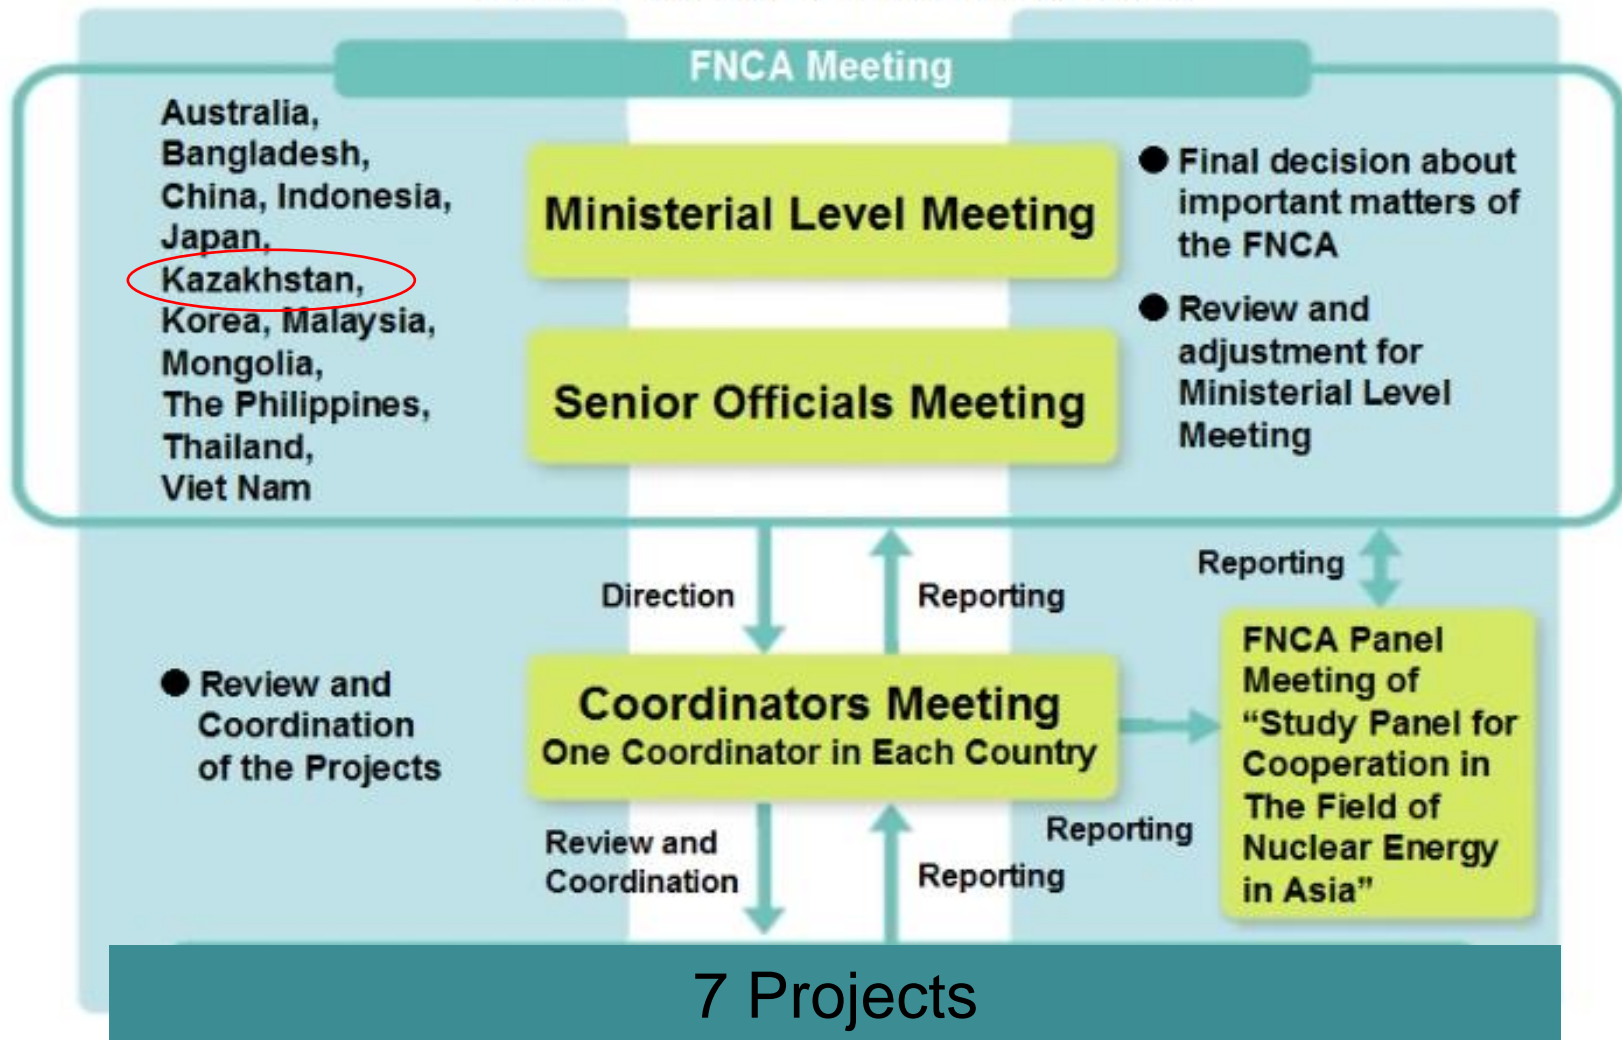 FNCA Meeting
Australia,
Bangladesh,
China, Indonesia,
Japan,
Kazakhstan,
Korea, Malaysia,
Mongolia,
The Philippines,
Thailand,
Viet Nam
Ministerial Level Meeting
● Final decision about
important matters of
the FNCA
Senior Officials Meeting
● Review and
adjustment for
Ministerial Level
Meeting
Direction
Reporting
Reporting
● Review and
Coordination
of the Projects
Coordinators Meeting
One Coordinator in Each Country
FNCA Panel
Meeting of
“Study Panel for
Cooperation in
The Field of
Nuclear Energy
in Asia”
Reporting
Review and
Coordination
Reporting
7 Projects